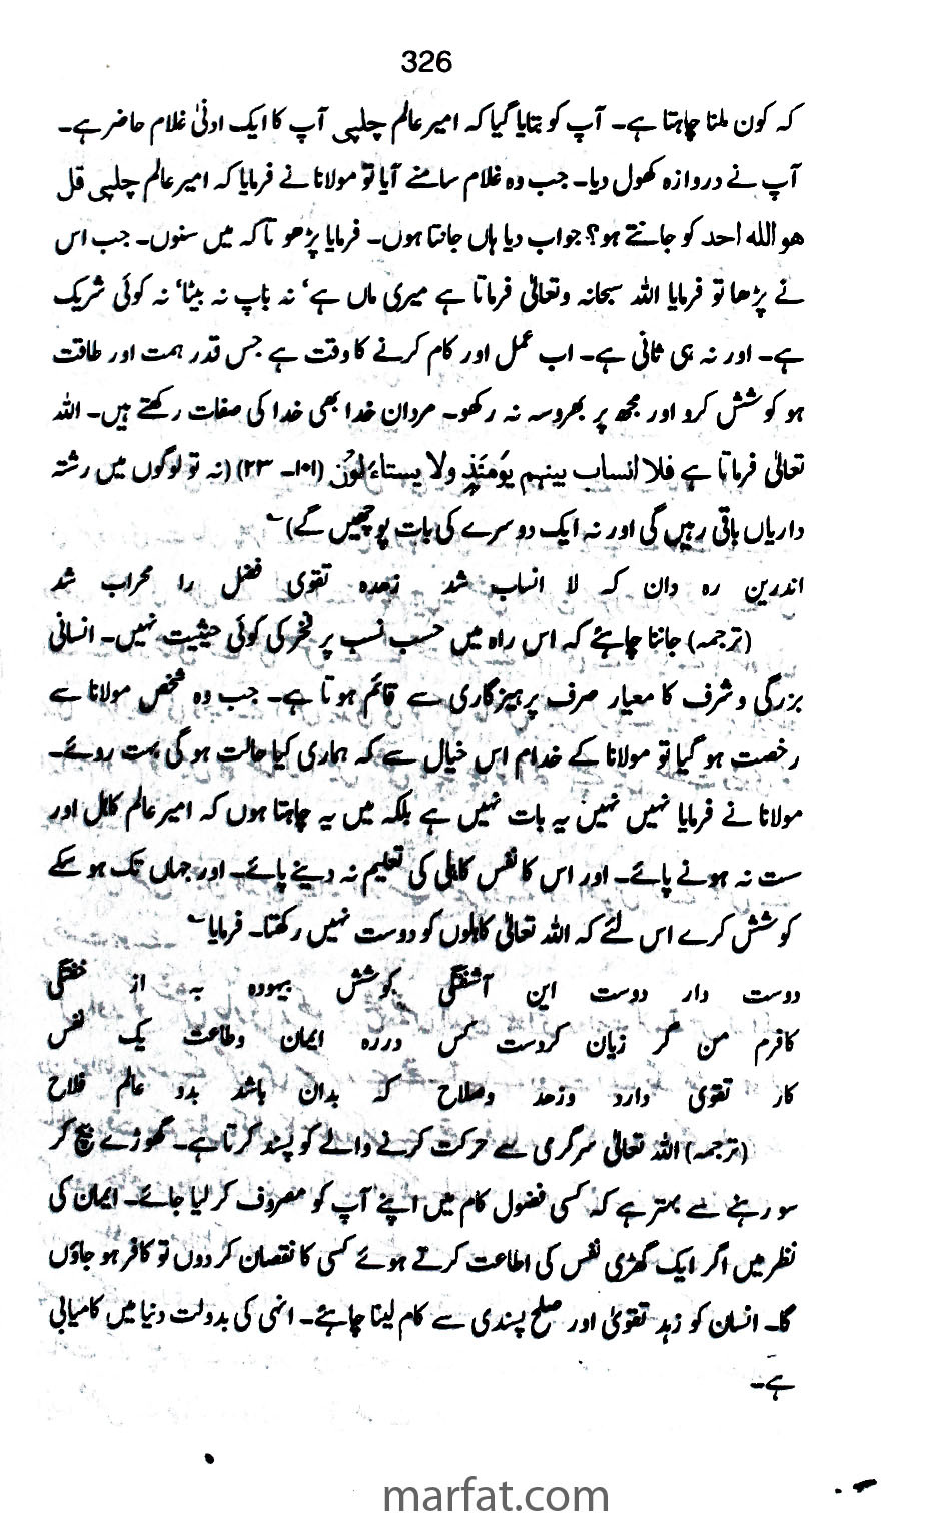 326
کہ کون ملنا چاہتا ہے۔ آپ کو بتایا گیا کہ امیر عالم چلپی آپ کا ایک ادنیٰ غلام حاضر ہے۔
آپ نے دروازہ کھول دیا۔ جب وہ غلام سامنے آیا تو مولانا نے فرمایا کہ امیر عالم چلپی قل
ھو اللہ احد کو جانتے ہو؟ جواب دیا ہاں جانتا ہوں۔ فرمایا پڑھو تاکہ میں سنوں۔ جب اس
نے پڑھا تو فرمایا اللہ سبحانہ وتعالیٰ فرماتا ہے میری ماں ہے‘ نہ باپ نہ بیٹا‘ نہ کوئی شریک
ہے۔ اور نہ ہی ثانی ہے۔ اب عمل اور کام کرنے کا وقت ہے جس قدر ہمت اور طاقت
ہو کوشش کرو اور مجھ پر بھروسہ نہ رکھو۔ مردان خدا بھی خدا کی صفات رکھتے ہیں۔ اللہ
تعالیٰ فرماتا ہے فلا انساب بینہم یَومَئذٍ ولا یستاءَلوُن (۱۰۱۔ ۲۳) (نہ تو لوگوں میں رشتہ
داریاں باقی رہیں گی اور نہ ایک دوسرے کی بات پوچھیں گے)
اندرین رہ دان کہ لا انساب شد زھدہ تقوی فضل را محراب شد
(ترجمہ) جاننا چاہئے کہ اس راہ میں حسب نسب پر فخر کی کوئی حیثیت نہیں۔ انسانی
بزرگی و شرف کا معیار صرف پرہیزگاری سے قائم ہوتا ہے۔ جب وہ شخص مولانا سے
رخصت ہو گیا تو مولانا کے خدام اس خیال سے کہ ہماری کیا حالت ہو گی بہت روئے۔
مولانا نے فرمایا نہیں نہیں یہ بات نہیں ہے بلکہ میں یہ چاہتا ہوں کہ امیر عالم کاہل اور
ست نہ ہونے پائے۔ اور اس کا نفس کاہلی کی تعلیم نہ دینے پائے۔ اور جہاں تک ہو سکے
کوشش کرے اس لئے کہ اللہ تعالیٰ کاہلوں کو دوست نہیں رکھتا۔ فرمایا
دوست دار دوست این آشفتگی کوشش بیہودہ بہ از خفتگی
کافرم من گر زیان کردست کس دررہ ایمان وطاعت یک نفس
کار تقوی دارد وزھد وصلاح کہ بدان باشد بدو عالم فلاح
(ترجمہ) اللہ تعالیٰ سرگرمی سے حرکت کرنے والے کو پسند کرتا ہے۔ گھوڑے بیچ کر
سو رہنے سے بہتر ہے کہ کسی فضول کام میں اپنے آپ کو مصروف کر لیا جائے۔ ایمان کی
نظر میں اگر ایک گھڑی نفس کی اطاعت کرتے ہوئے کسی کا نقصان کر دوں تو کافر ہو جاؤں
گا۔ انسان کو زہد تقویٰ اور صلح پسندی سے کام لینا چاہئے۔ انہی کی بدولت دنیا میں کامیابی
ہے۔
marfat.com